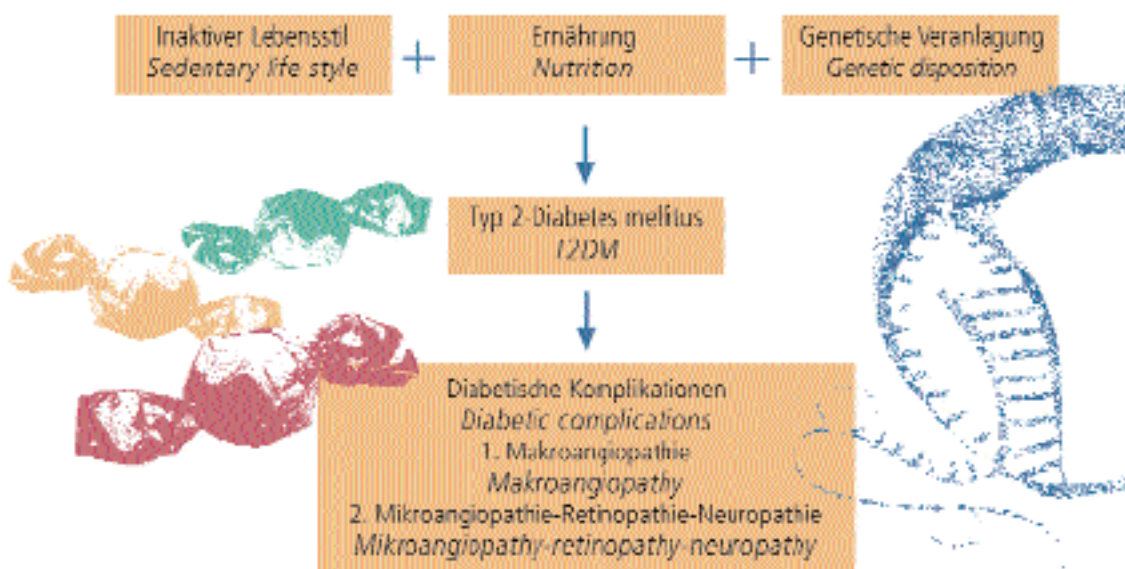 Inaktiver Lebensstil
Sedentary life style
+
Ernährung
Nutrition
+
Genetische Veranlagung
Genetic disposition
Typ 2-Diabetes mellitus
T2DM
Diabetische Komplikationen
Diabetic complications
1. Makroangiopathie
Makroangiopathy
2. Mikroangiopathie-Retinopathie-Neuropathie
Mikroangiopathy-retinopathy-neuropathy